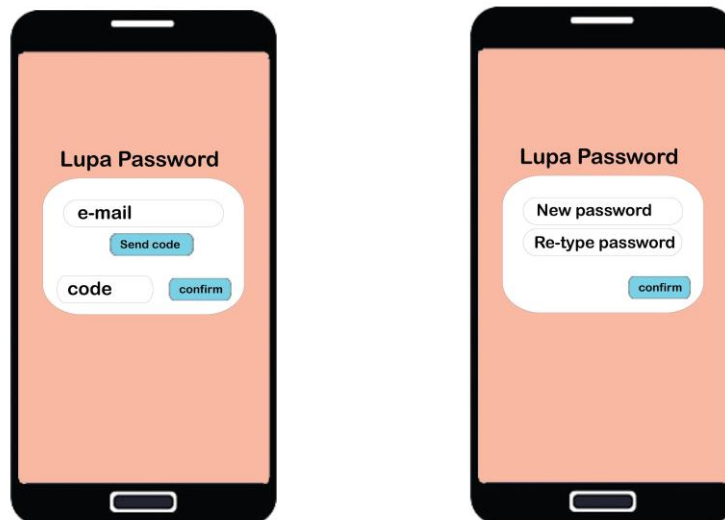 Lupa Password
e-mail
Send code
code
confirm
Lupa Password
New password
Re-type password
confirm